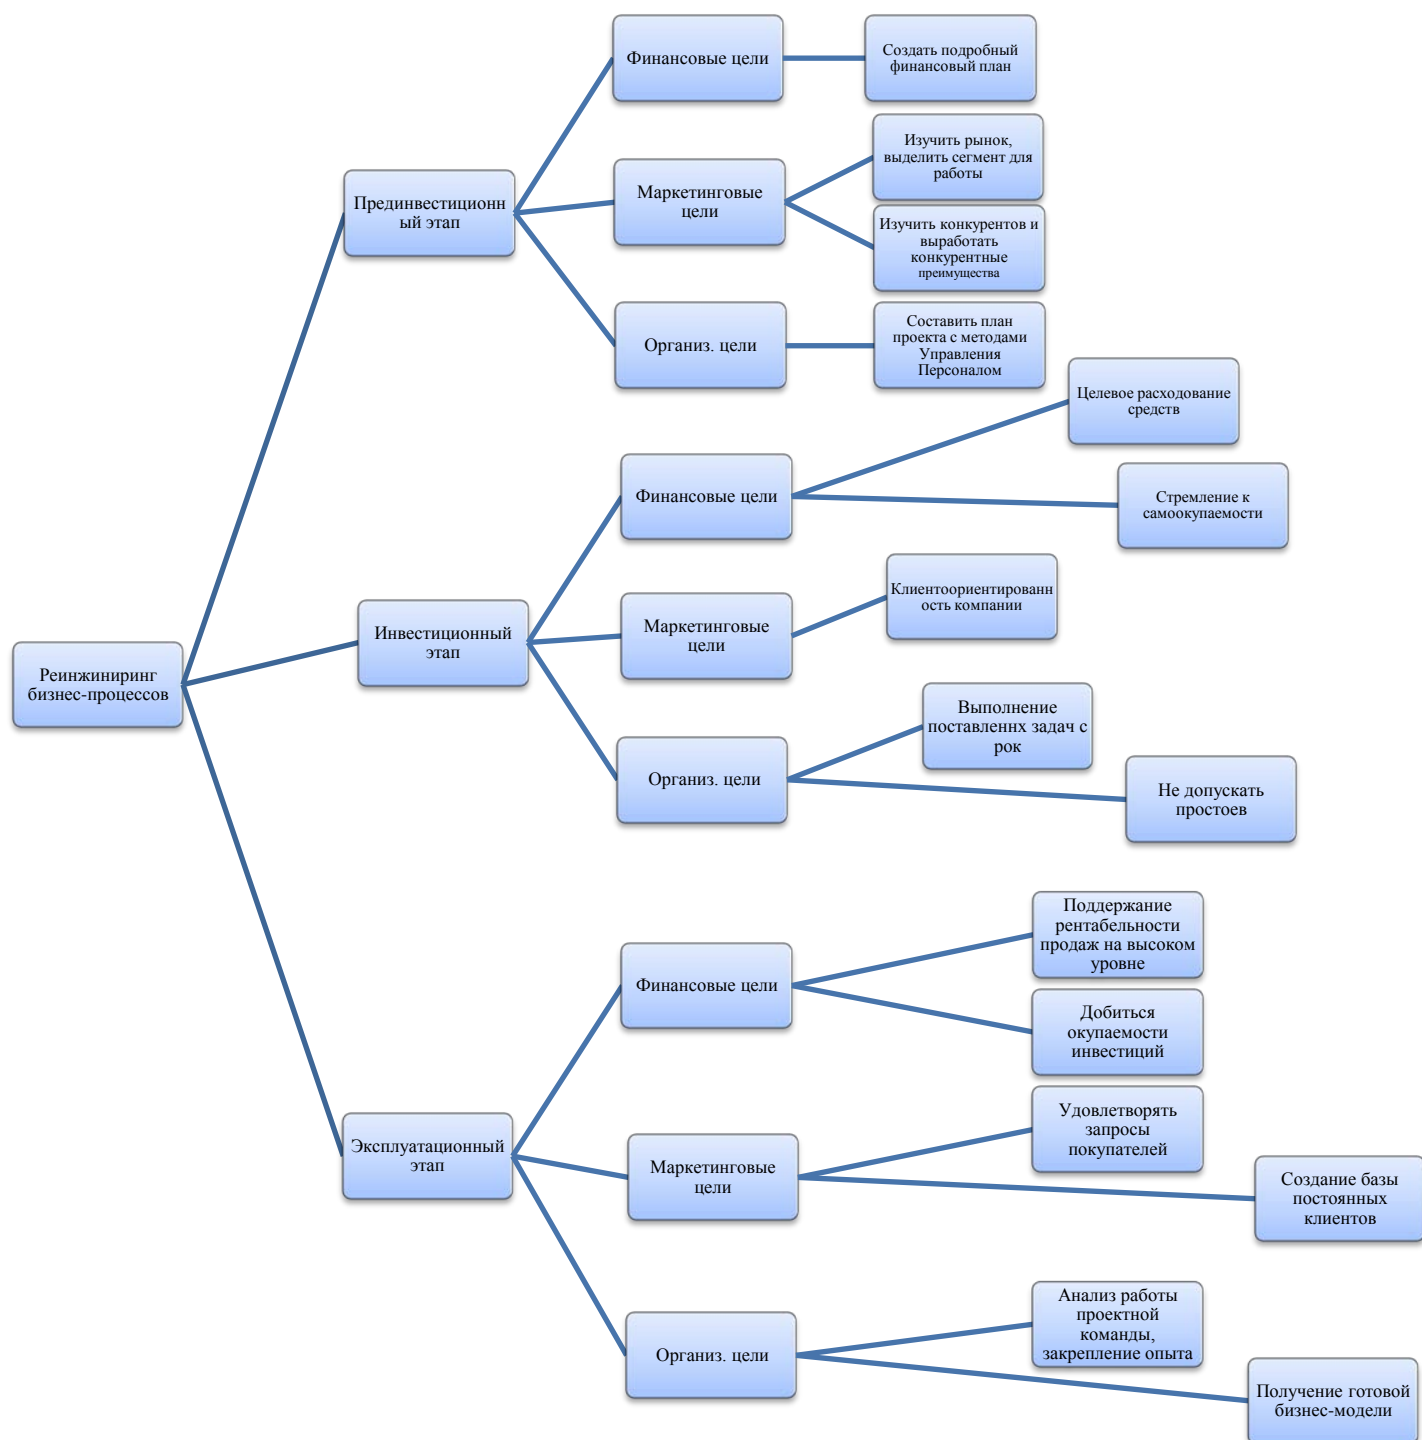 Реинжиниринг
бизнес-процессов
Прединвестиционн
ый этап
Финансовые цели
Создать подробный
финансовый план
Маркетинговые
цели
Изучить рынок,
выделить сегмент для
работы
Изучить конкурентов и
выработать
конкурентные
преимущества
Организ. цели
Составить план
проекта с методами
Управления
Персоналом
Инвестиционный
этап
Финансовые цели
Целевое расходование
средств
Стремление к
самоокупаемости
Маркетинговые
цели
Клиентоориентированн
ость компании
Организ. цели
Выполнение
поставленнх задач с
рок
Не допускать
простоев
Эксплуатационный
этап
Финансовые цели
Поддержание
рентабельности
продаж на высоком
уровне
Добиться
окупаемости
инвестиций
Маркетинговые
цели
Удовлетворять
запросы
покупателей
Создание базы
постоянных
клиентов
Организ. цели
Анализ работы
проектной
команды,
закрепление опыта
Получение готовой
бизнес-модели